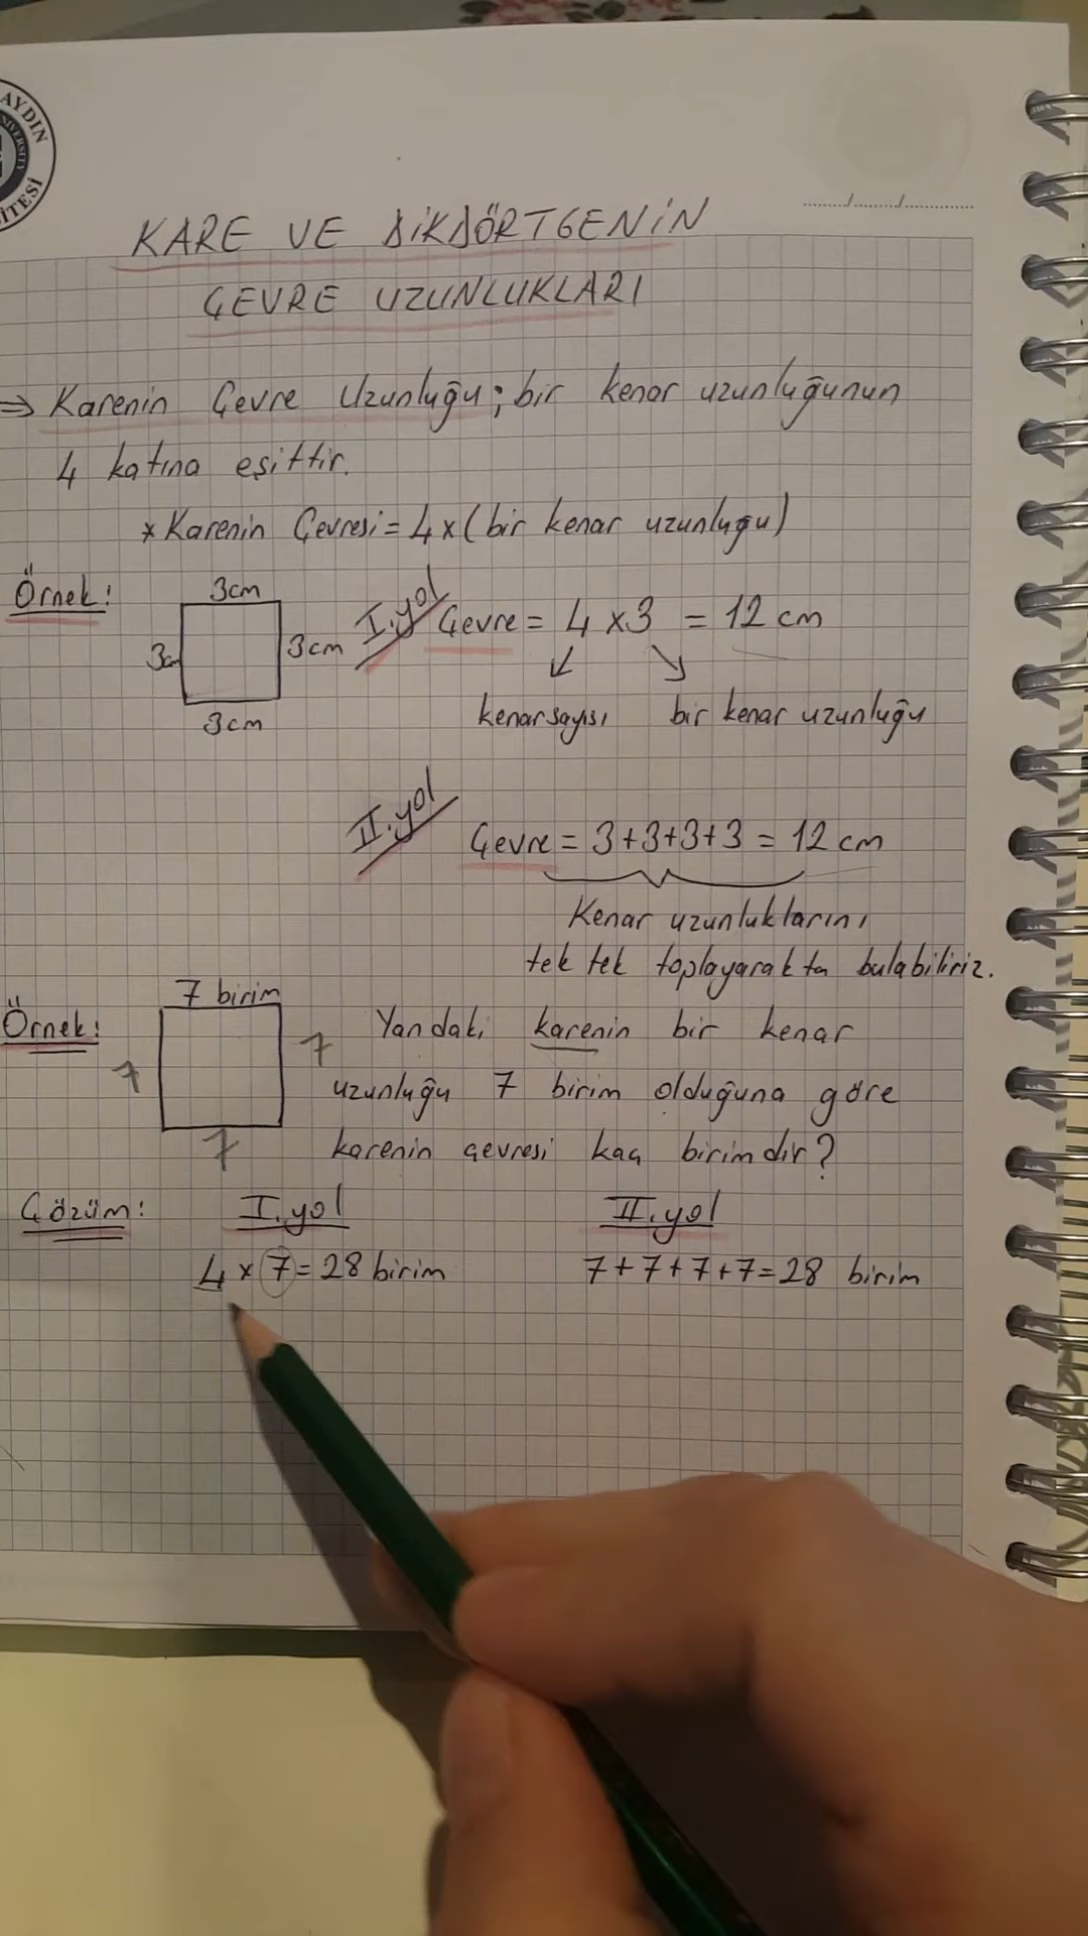 AYDIN
UNIVERSITY
İTESİ
...../...../.....
KARE VE DİKDÖRTGENİN
ÇEVRE UZUNLUKLARI
⇒ Karenin Çevre Uzunluğu; bir kenar uzunluğunun
4 katına eşittir.
* Karenin Çevresi = 4 x (bir kenar uzunluğu)
Örnek:
3cm
3cm
3cm
3cm
I. yol Çevre = 4 x 3 = 12 cm
kenar sayısı bir kenar uzunluğu
II. yol Çevre = 3+3+3+3 = 12 cm
Kenar uzunluklarını
tek tek toplayarakta bulabiliriz.
Örnek:
7 birim
7
7
7
Yandaki karenin bir kenar
uzunluğu 7 birim olduğuna göre
karenin çevresi kaç birimdir?
Çözüm: I. yol II. yol
4 x 7 = 28 birim 7+7+7+7=28 birim